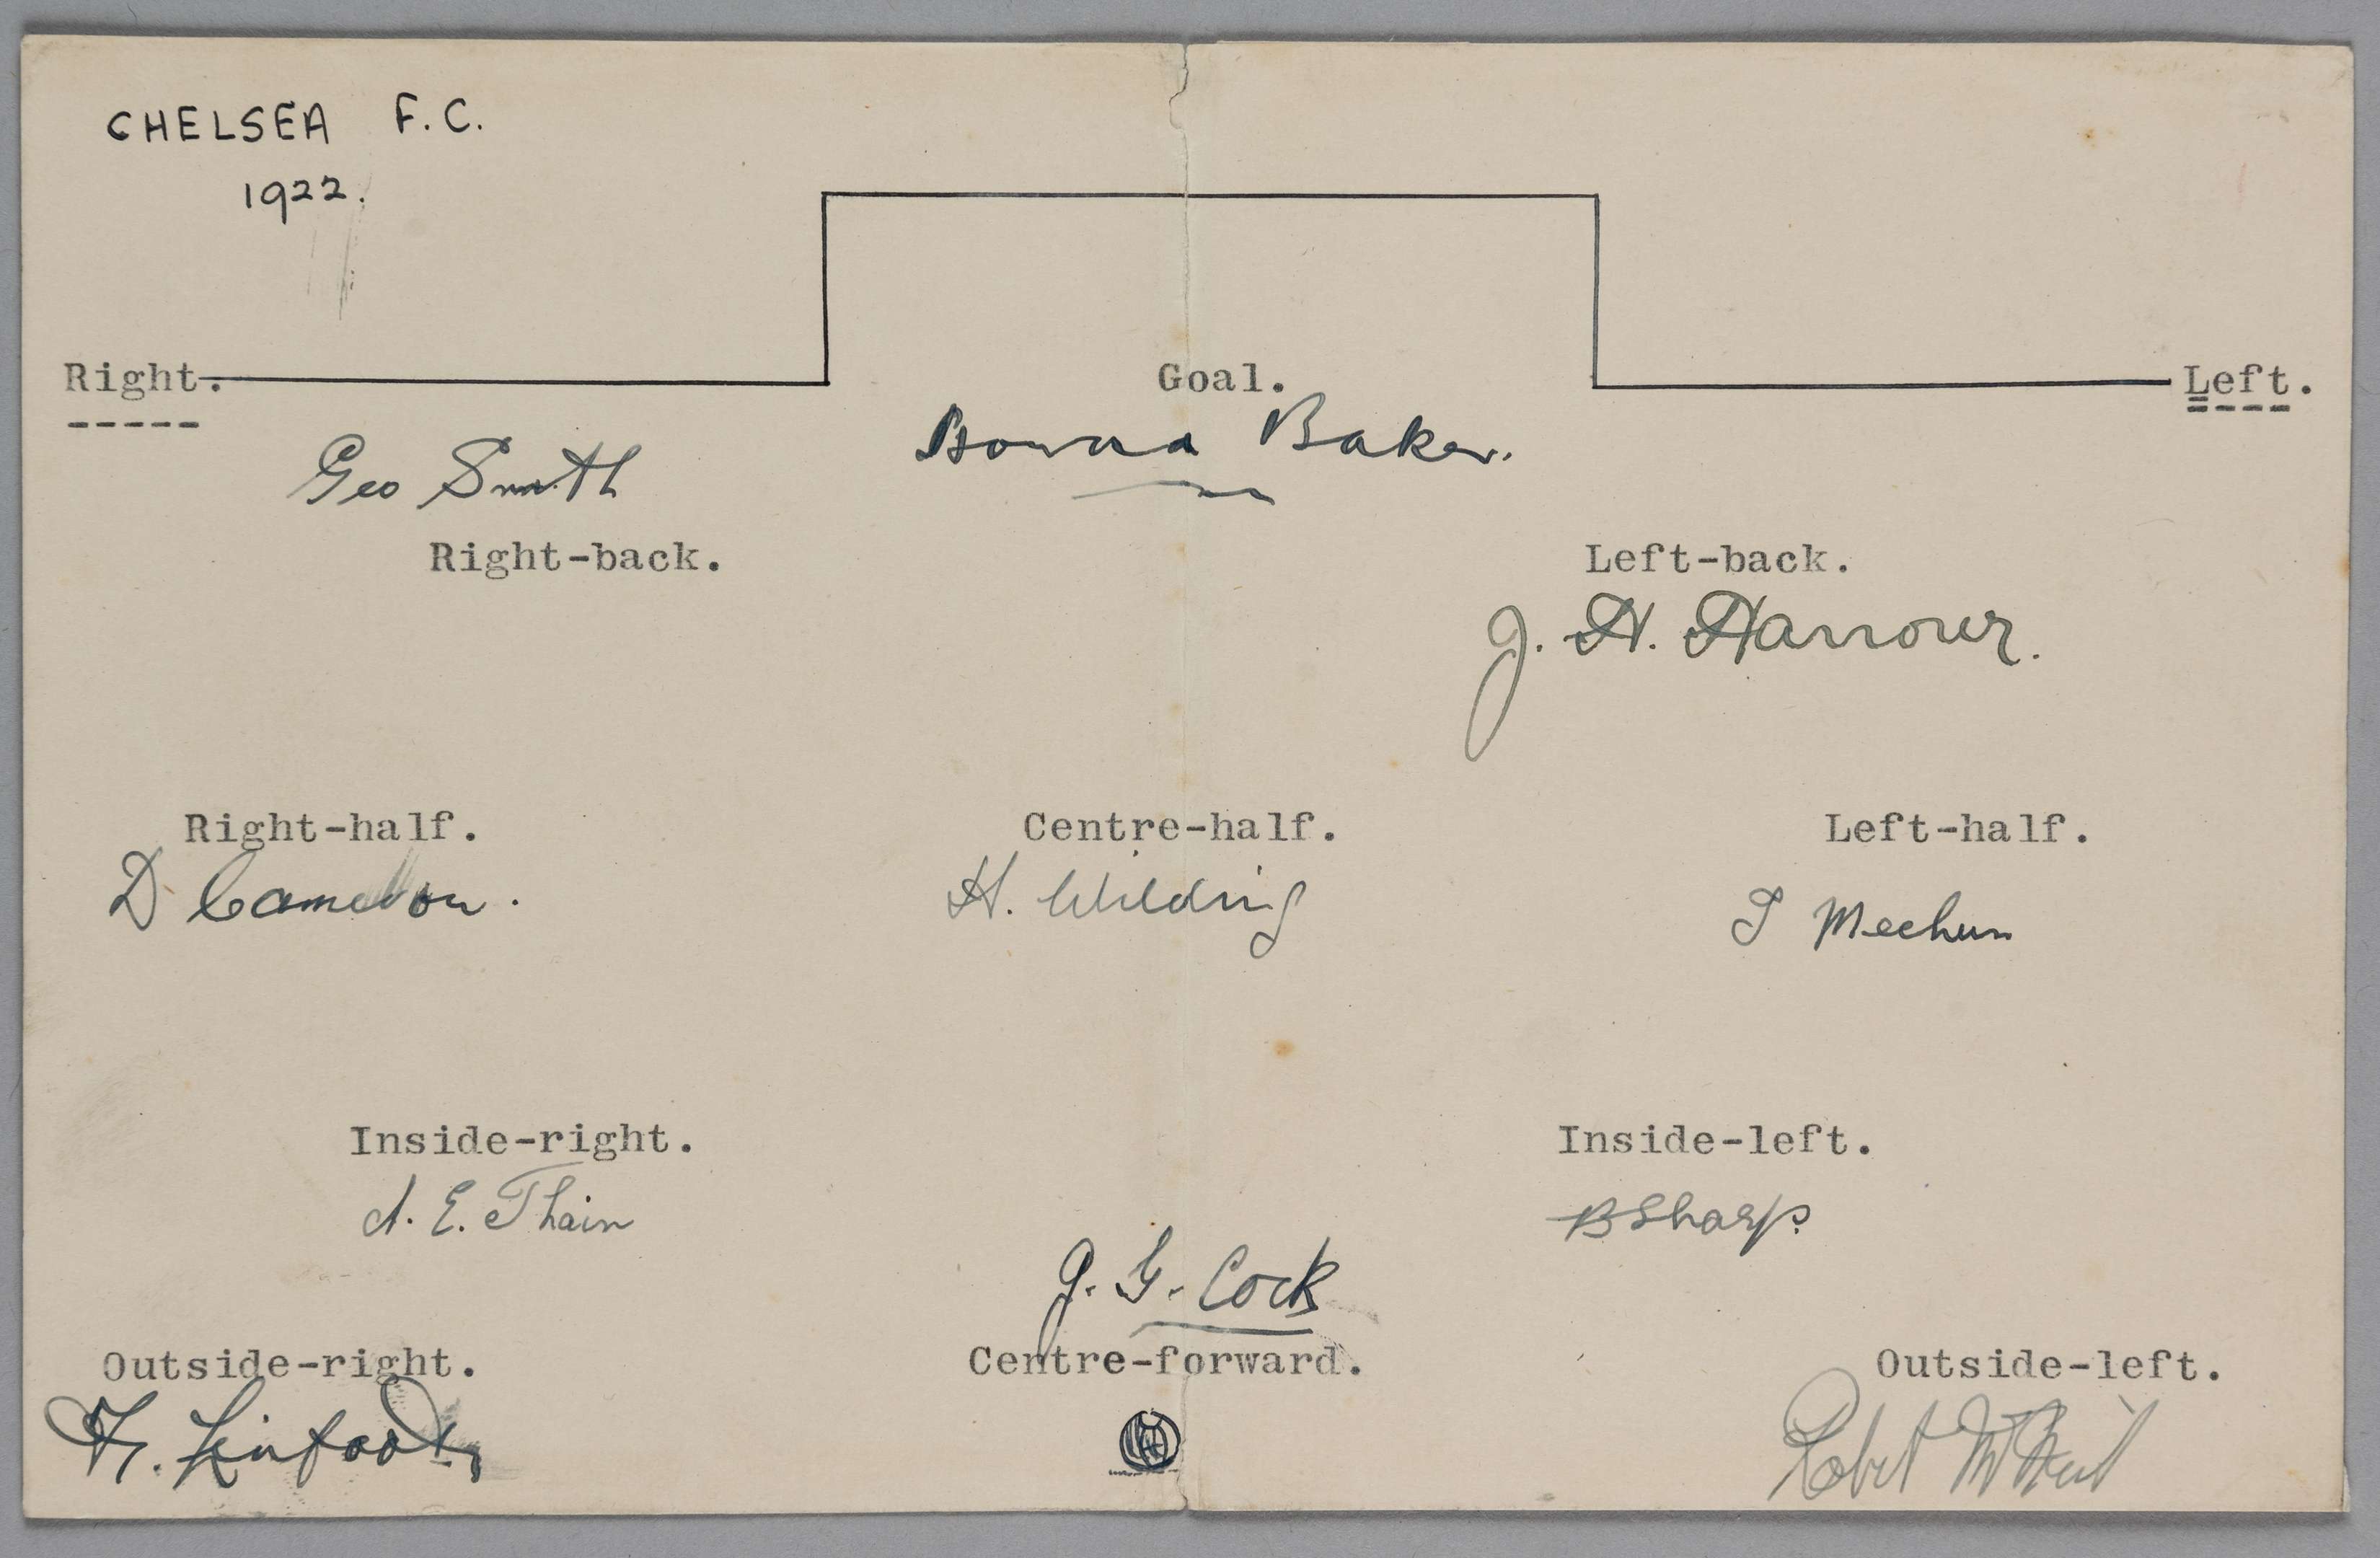 CHELSEA F.C.
1922.
Right. Goal. Left.
Howard Baker.
Geo Smith
Right-back. Left-back.
J. H. Harrow
Right-half. Centre-half. Left-half.
D Cameron.
H. Wilding
T Meehan
Inside-right. Inside-left.
A. E. Thain
B Sharp.
J. G. Cock
Outside-right. Centre-forward. Outside-left.
F. Linfoot
Robert McNeil